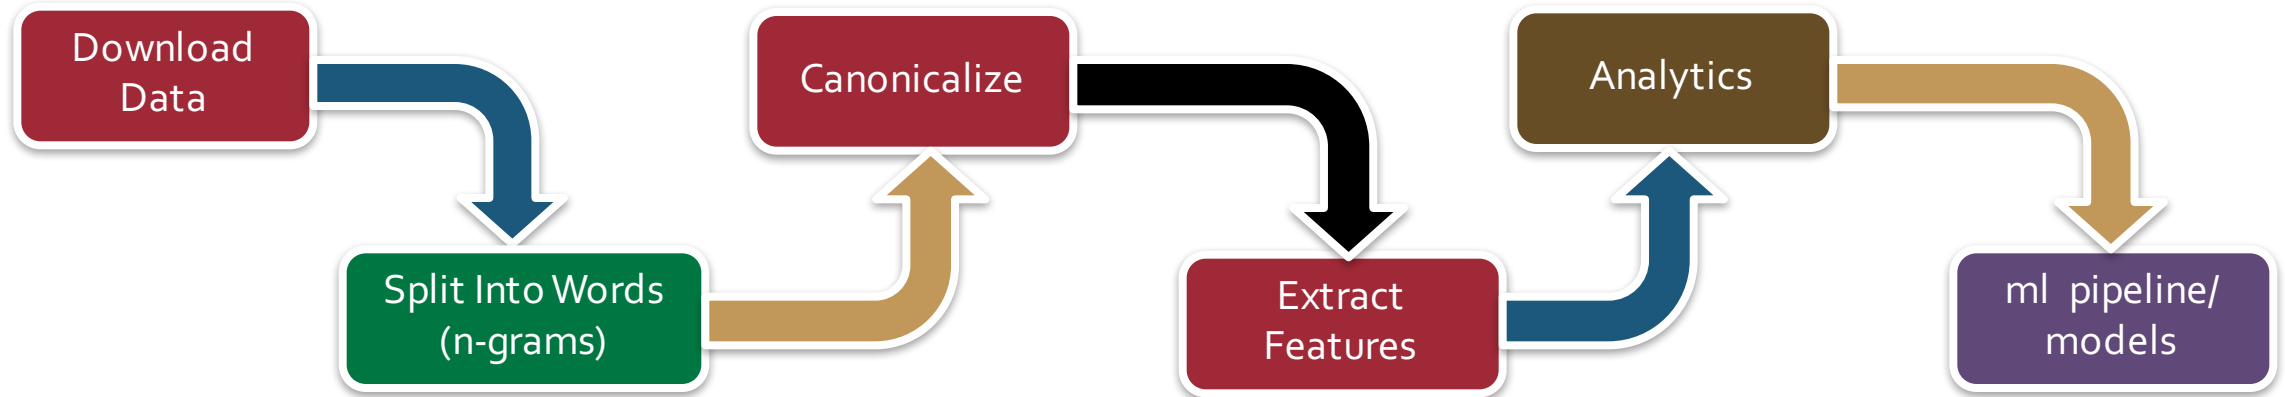 Download
Data
Split Into Words
(n-grams)
Canonicalize
Extract
Features
Analytics
ml pipeline/
models